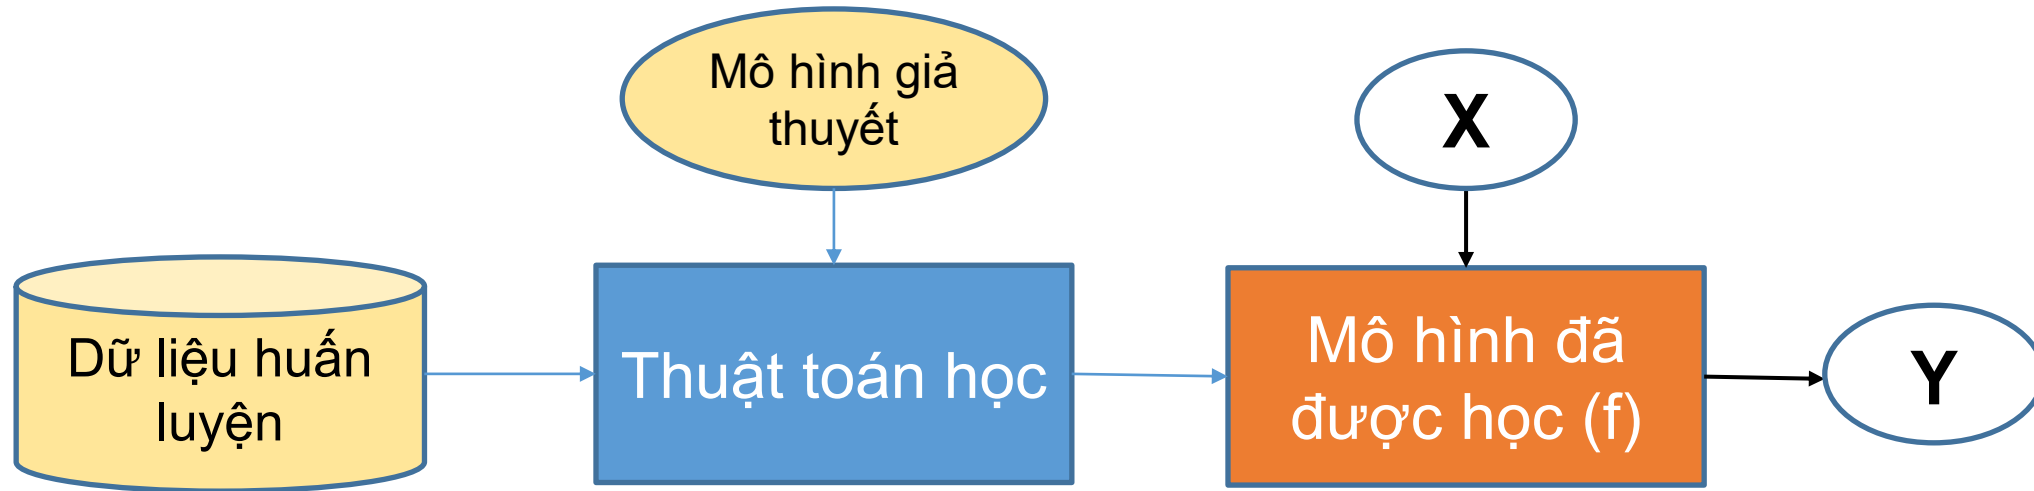 Mô hình giả
thuyết
X
Dữ liệu huấn
luyện
Thuật toán học
Mô hình đã
được học (f)
Y